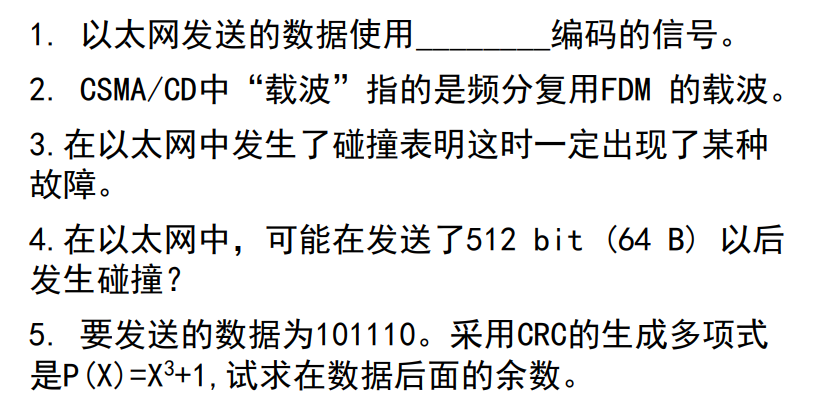 1. 以太网发送的数据使用________编码的信号。
2. CSMA/CD中“载波”指的是频分复用FDM 的载波。
3.在以太网中发生了碰撞表明这时一定出现了某种
故障。
4.在以太网中，可能在发送了512 bit (64 B) 以后
发生碰撞？
5. 要发送的数据为101110。采用CRC的生成多项式
是P(X)=X³+1,试求在数据后面的余数。